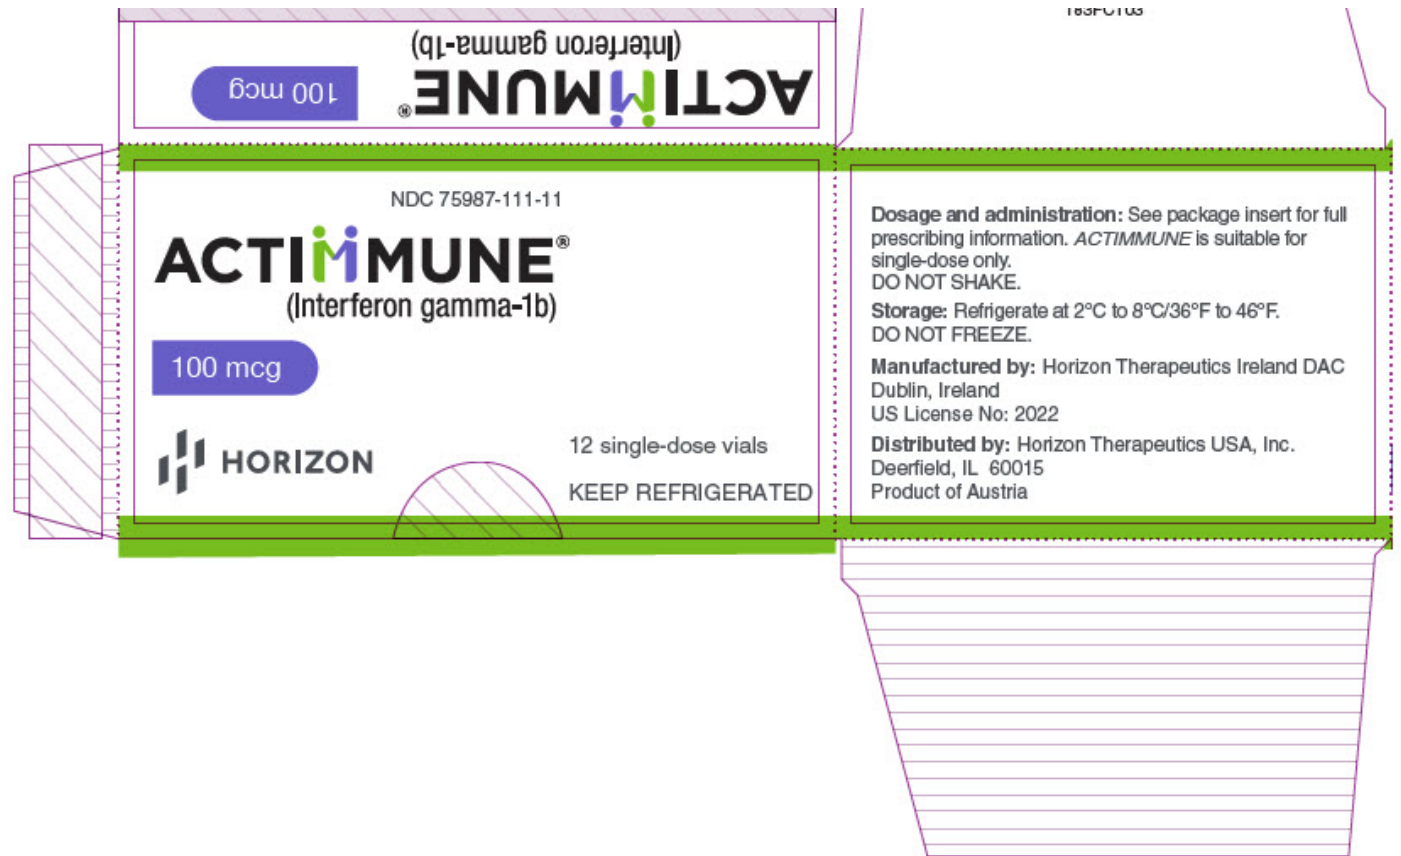 (Interferon gamma-1b)
ACTIMMUNE®
100 mcg
NDC 75987-111-11
ACTIMMUNE®
(Interferon gamma-1b)
100 mcg
HORIZON
12 single-dose vials
KEEP REFRIGERATED
Dosage and administration: See package insert for full
prescribing information. ACTIMMUNE is suitable for
single-dose only.
DO NOT SHAKE.
Storage: Refrigerate at 2°C to 8°C/36°F to 46°F.
DO NOT FREEZE.
Manufactured by: Horizon Therapeutics Ireland DAC
Dublin, Ireland
US License No: 2022
Distributed by: Horizon Therapeutics USA, Inc.
Deerfield, IL 60015
Product of Austria